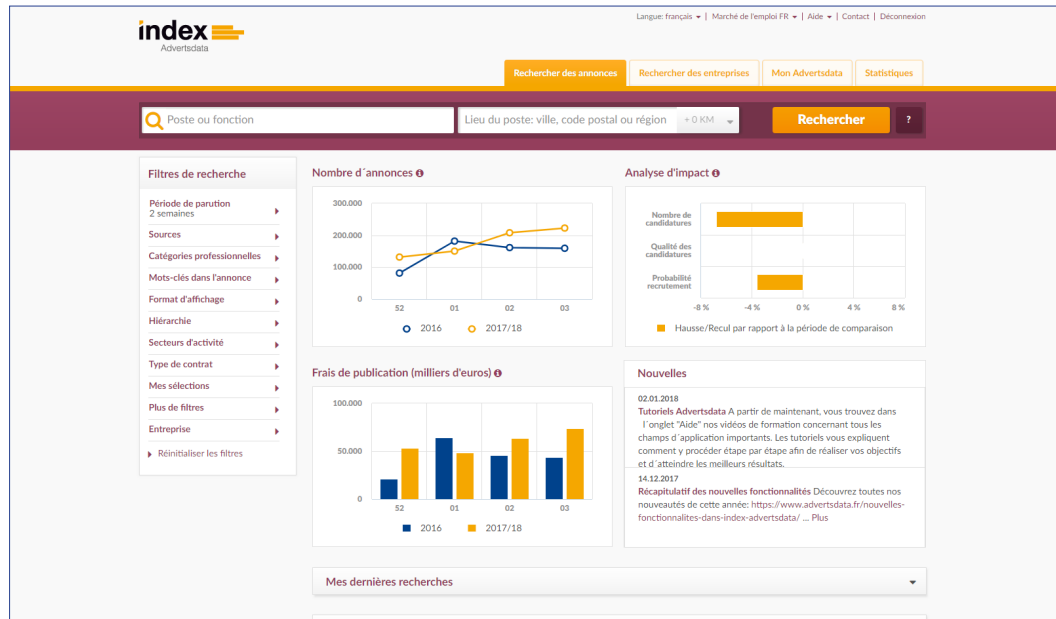 index
Advertsdata
Langue: français | Marché de l'emploi FR | Aide | Contact | Déconnexion
Rechercher des annonces
Rechercher des entreprises
Mon Advertsdata
Statistiques
Poste ou fonction
Lieu du poste: ville, code postal ou région
+ 0 KM
Rechercher
?
Filtres de recherche
Période de parution
2 semaines
Sources
Catégories professionnelles
Mots-clés dans l'annonce
Format d'affichage
Hiérarchie
Secteurs d'activité
Type de contrat
Mes sélections
Plus de filtres
Entreprise
Réinitialiser les filtres
Nombre d´annonces
300.000
200.000
100.000
0
52 01 02 03
2016 2017/18
Analyse d'impact
Nombre de
candidatures
Qualité des
candidatures
Probabilité
recrutement
-8 % -4 % 0 % 4 % 8 %
Hausse/Recul par rapport à la période de comparaison
Frais de publication (milliers d'euros)
100.000
50.000
0
52 01 02 03
2016 2017/18
Nouvelles
02.01.2018
Tutoriels Advertsdata A partir de maintenant, vous trouvez dans
l´onglet "Aide" nos vidéos de formation concernant tous les
champs d´application importants. Les tutoriels vous expliquent
comment y procéder étape par étape afin de réaliser vos objectifs
et d´atteindre les meilleurs résultats.
14.12.2017
Récapitulatif des nouvelles fonctionnalités Découvrez toutes nos
nouveautés de cette année: https://www.advertsdata.fr/nouvelles-
fonctionnalites-dans-index-advertsdata/ ... Plus
Mes dernières recherches